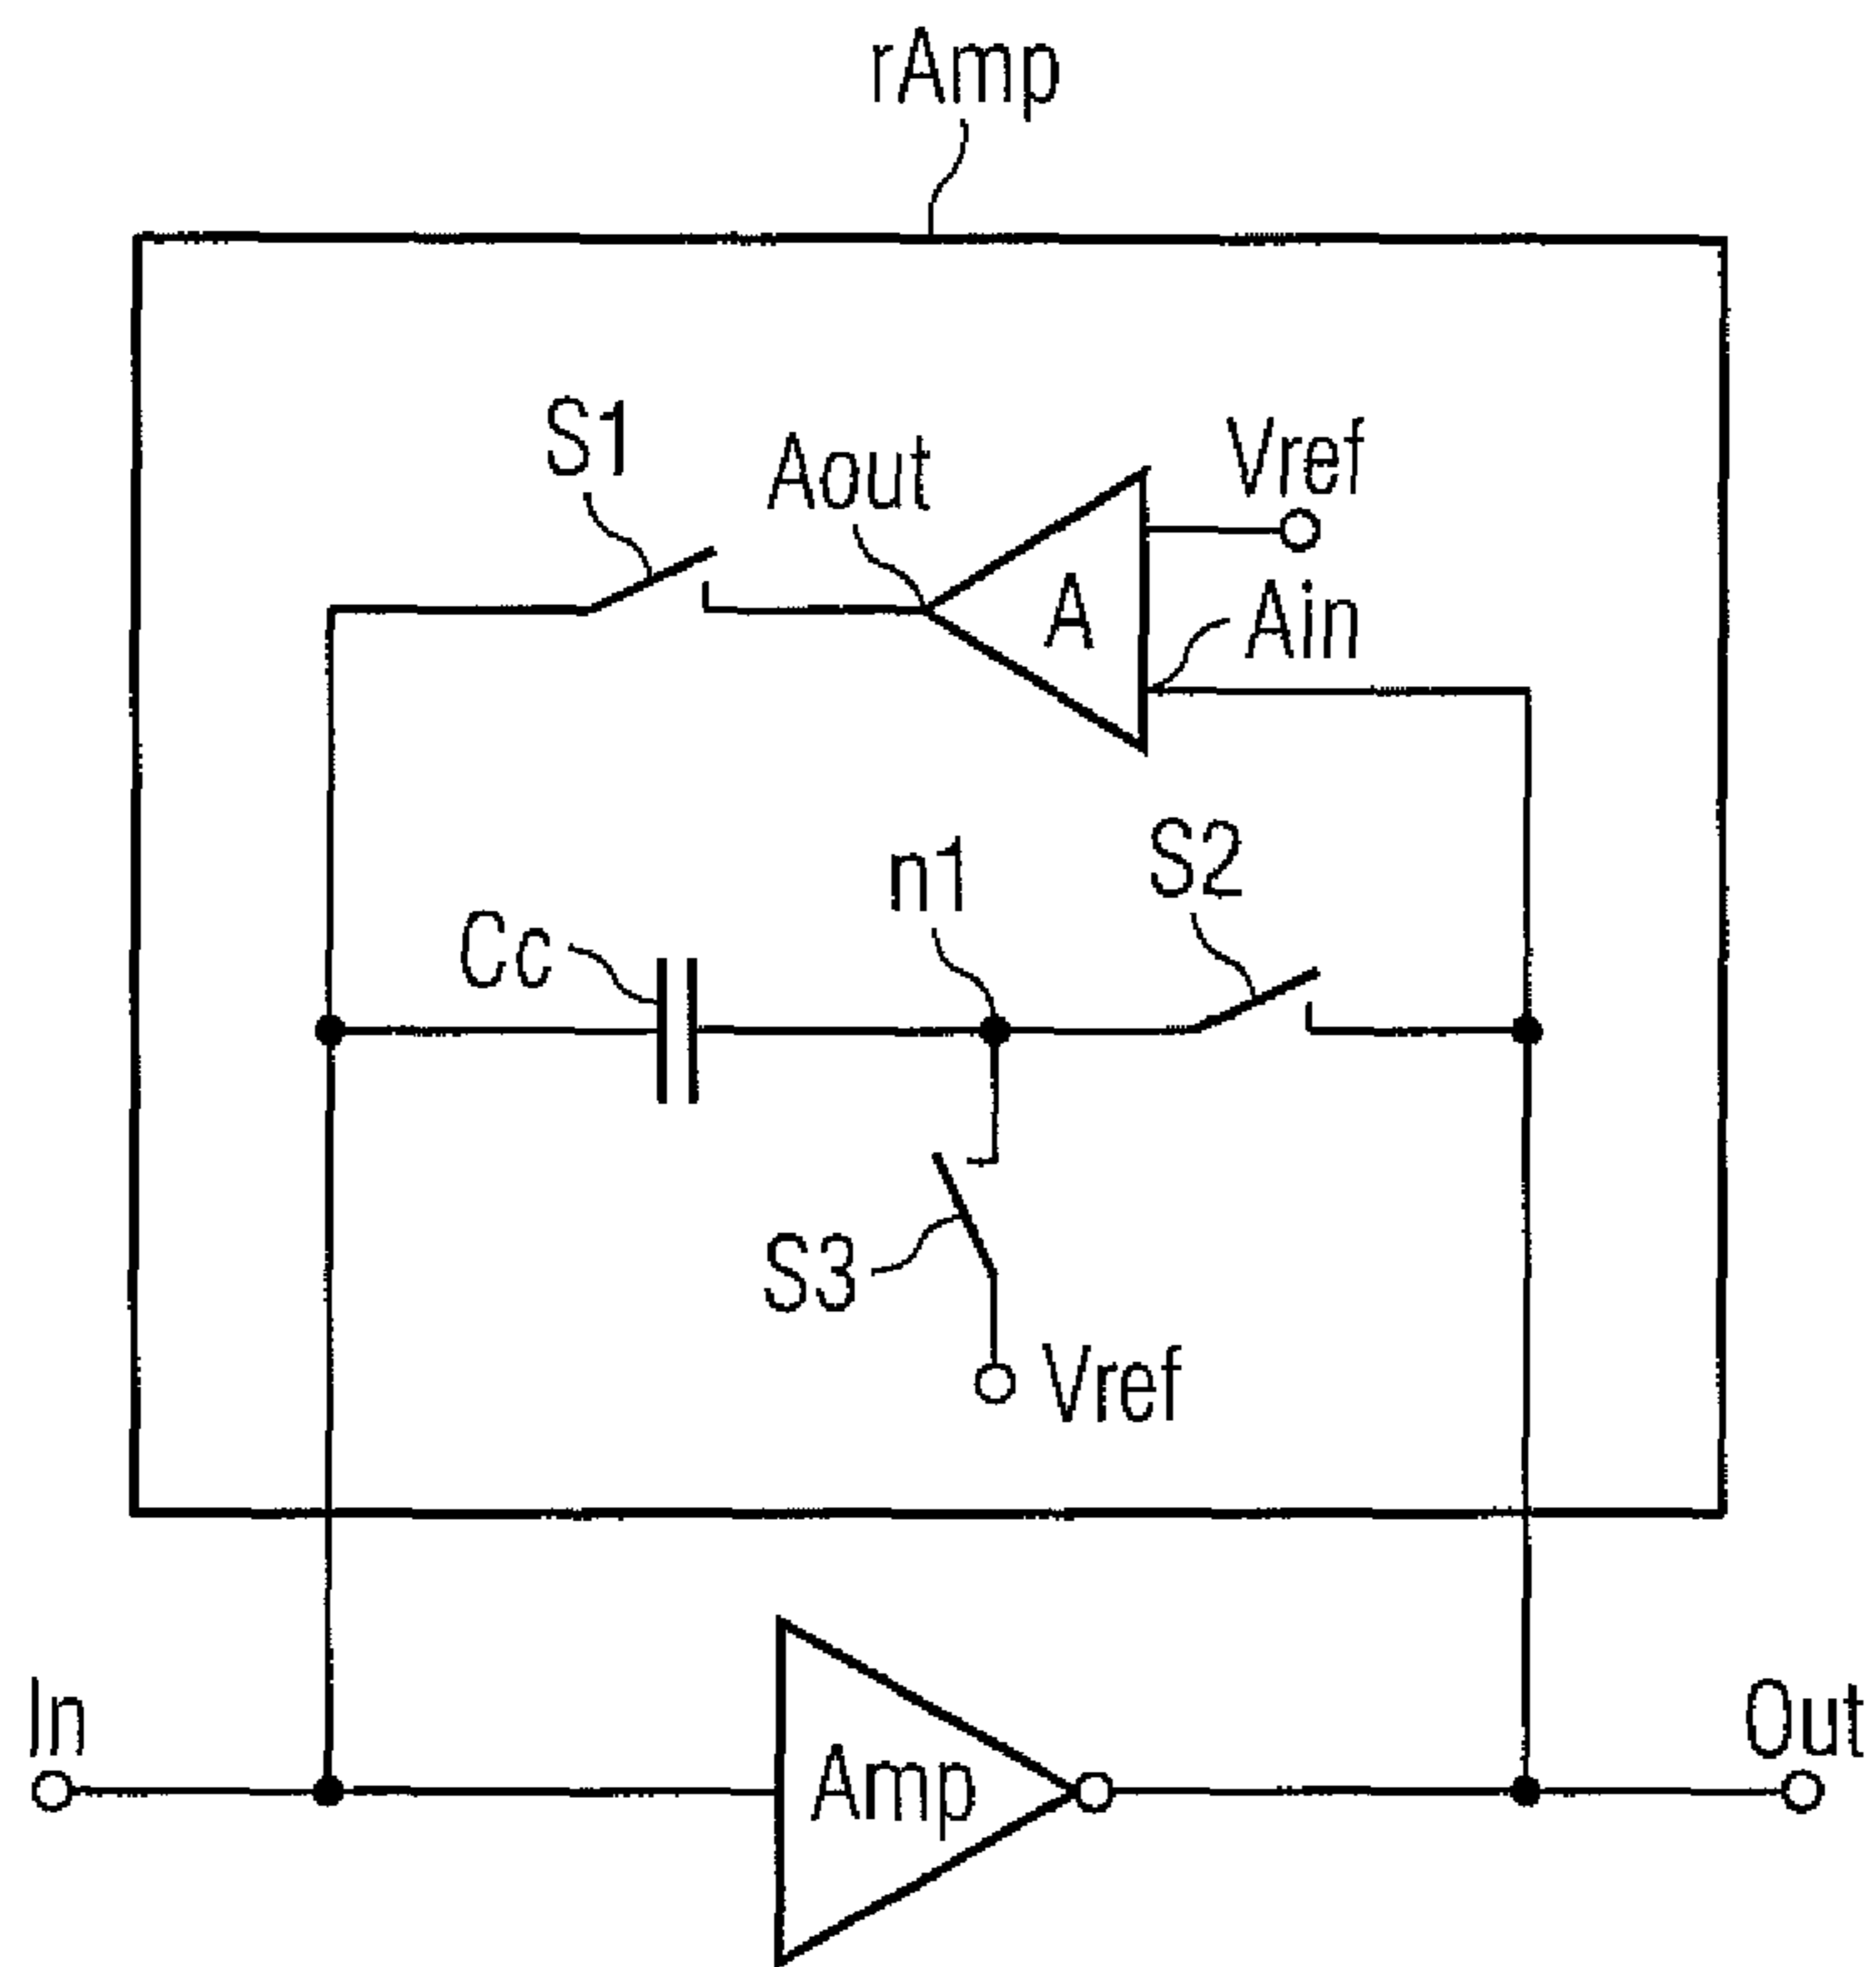 rAmp
S1
Aout
Vref
A
Ain
n1
S2
Cc
S3
Vref
In
Amp
Out